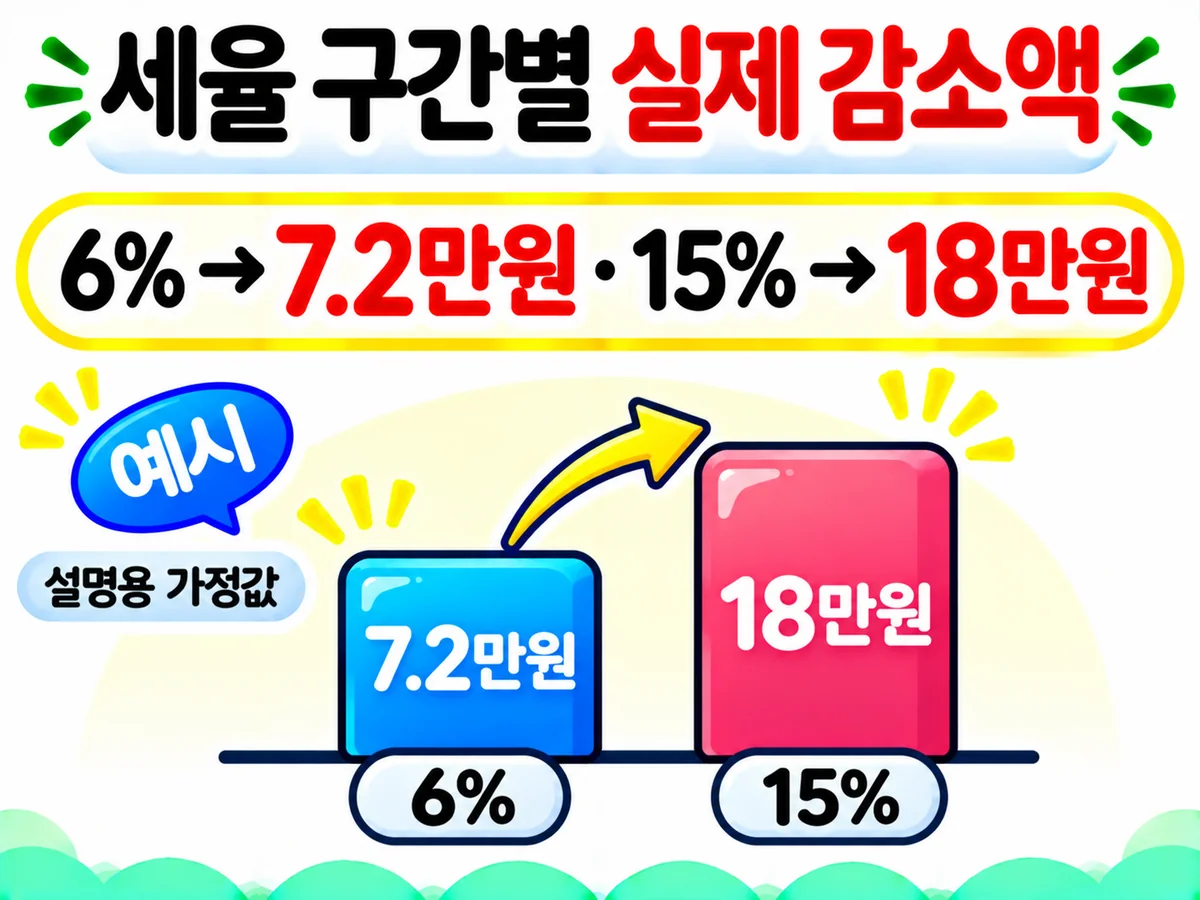 세율 구간별 실제 감소액
6%→7.2만원·15%→18만원
예시
설명용 가정값
7.2만원
18만원
6%
15%